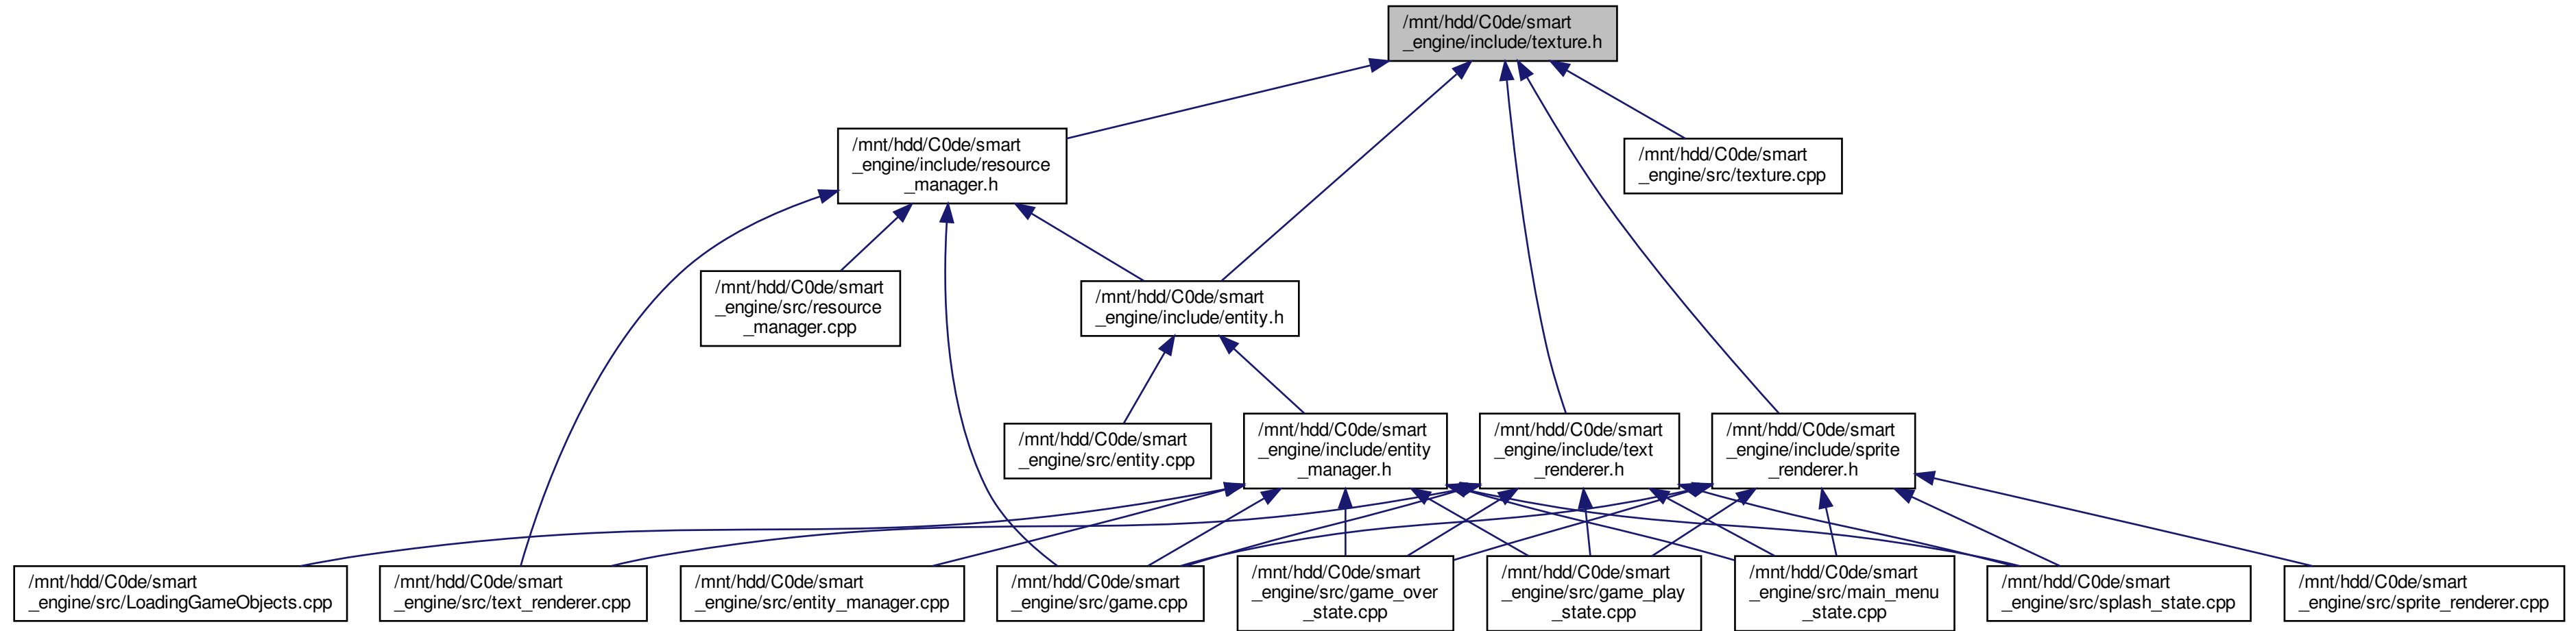 /mnt/hdd/C0de/smart
_engine/include/texture.h
/mnt/hdd/C0de/smart
_engine/include/resource
_manager.h
/mnt/hdd/C0de/smart
_engine/src/texture.cpp
/mnt/hdd/C0de/smart
_engine/src/resource
_manager.cpp
/mnt/hdd/C0de/smart
_engine/include/entity.h
/mnt/hdd/C0de/smart
_engine/src/entity.cpp
/mnt/hdd/C0de/smart
_engine/include/entity
_manager.h
/mnt/hdd/C0de/smart
_engine/include/text
_renderer.h
/mnt/hdd/C0de/smart
_engine/include/sprite
_renderer.h
/mnt/hdd/C0de/smart
_engine/src/LoadingGameObjects.cpp
/mnt/hdd/C0de/smart
_engine/src/text_renderer.cpp
/mnt/hdd/C0de/smart
_engine/src/entity_manager.cpp
/mnt/hdd/C0de/smart
_engine/src/game.cpp
/mnt/hdd/C0de/smart
_engine/src/game_over
_state.cpp
/mnt/hdd/C0de/smart
_engine/src/game_play
_state.cpp
/mnt/hdd/C0de/smart
_engine/src/main_menu
_state.cpp
/mnt/hdd/C0de/smart
_engine/src/splash_state.cpp
/mnt/hdd/C0de/smart
_engine/src/sprite_renderer.cpp